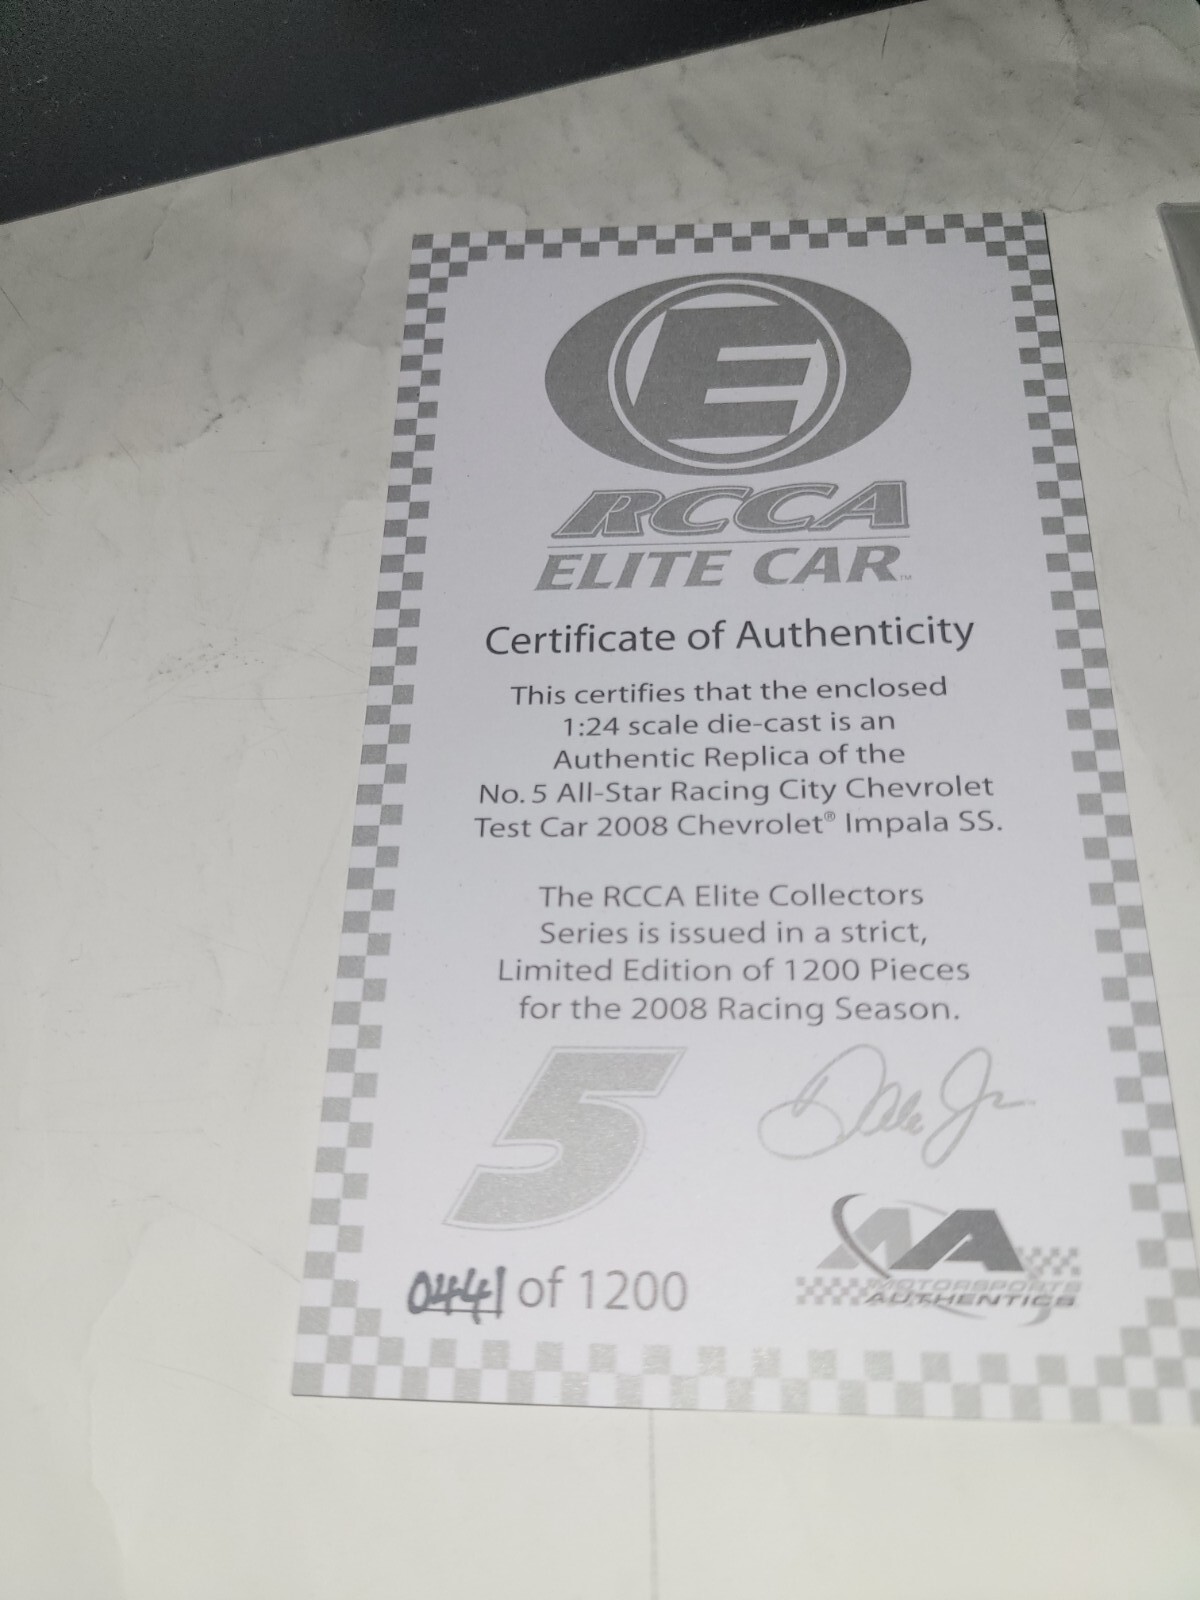 E
RCCA
ELITE CAR™
Certificate of Authenticity
This certifies that the enclosed
1:24 scale die-cast is an
Authentic Replica of the
No. 5 All-Star Racing City Chevrolet
Test Car 2008 Chevrolet® Impala SS.
The RCCA Elite Collectors
Series is issued in a strict,
Limited Edition of 1200 Pieces
for the 2008 Racing Season.
5
Dale Jr
0441 of 1200
MA
MOTORSPORTS
AUTHENTICS